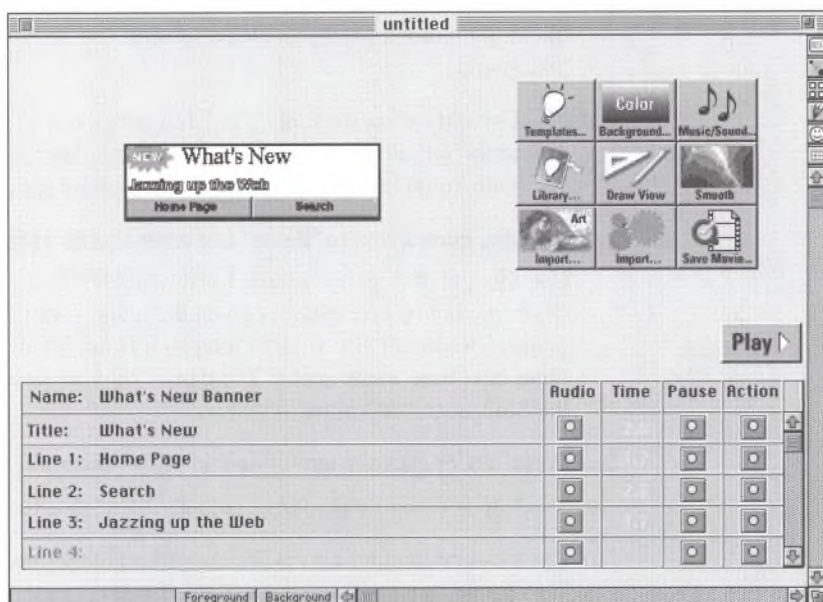 untitled
Templates...
Color
Background...
Music/Sound...
NEW
What's New
Jazzing up the Web
Home Page
Search
Library...
Draw View
Smooth
Art
Import...
Import...
Save Movie...
Play
Name: What's New Banner
Audio Time Pause Action
Title: What's New
Line 1: Home Page
Line 2: Search
Line 3: Jazzing up the Web
Line 4:
Foreground Background